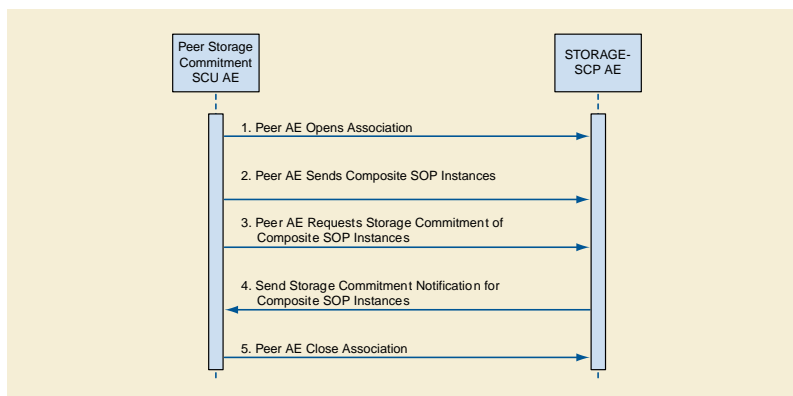 Peer Storage
Commitment
SCU AE
STORAGE-
SCP AE
1. Peer AE Opens Association
2. Peer AE Sends Composite SOP Instances
3. Peer AE Requests Storage Commitment of
Composite SOP Instances
4. Send Storage Commitment Notification for
Composite SOP Instances
5. Peer AE Close Association